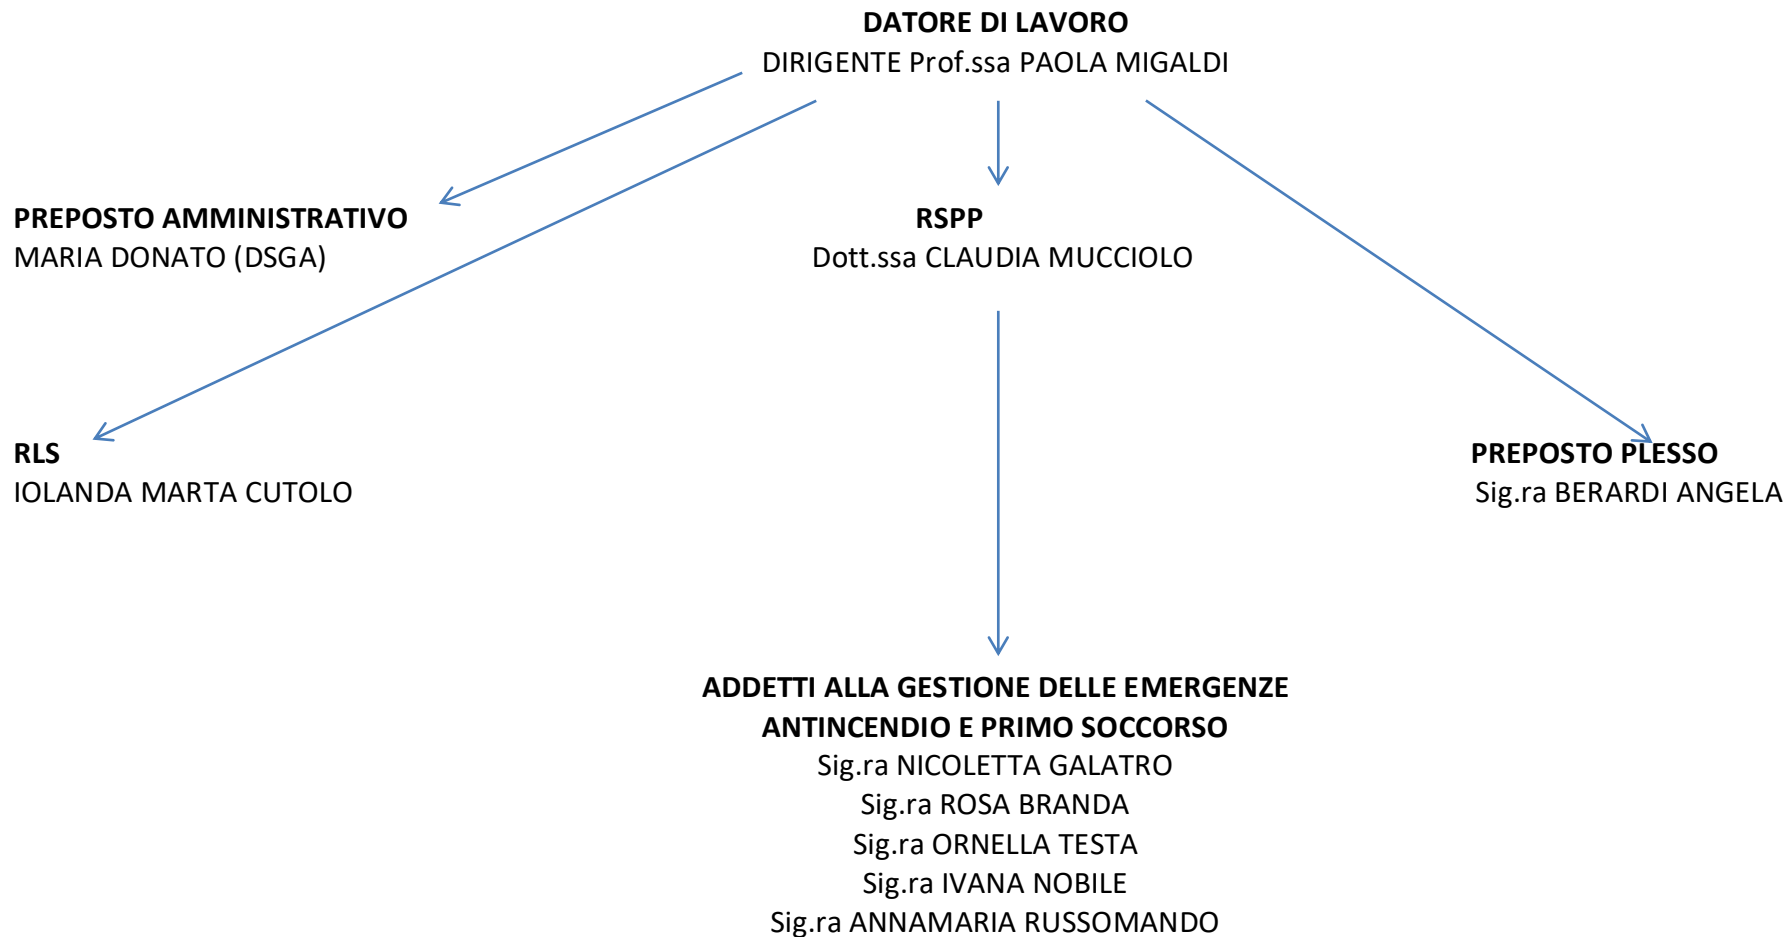 DATORE DI LAVORO
DIRIGENTE Prof.ssa PAOLA MIGALDI
PREPOSTO AMMINISTRATIVO
MARIA DONATO (DSGA)
RSPP
Dott.ssa CLAUDIA MUCCIOLO
RLS
IOLANDA MARTA CUTOLO
PREPOSTO PLESSO
Sig.ra BERARDI ANGELA
ADDETTI ALLA GESTIONE DELLE EMERGENZE
ANTINCENDIO E PRIMO SOCCORSO
Sig.ra NICOLETTA GALATRO
Sig.ra ROSA BRANDA
Sig.ra ORNELLA TESTA
Sig.ra IVANA NOBILE
Sig.ra ANNAMARIA RUSSOMANDO